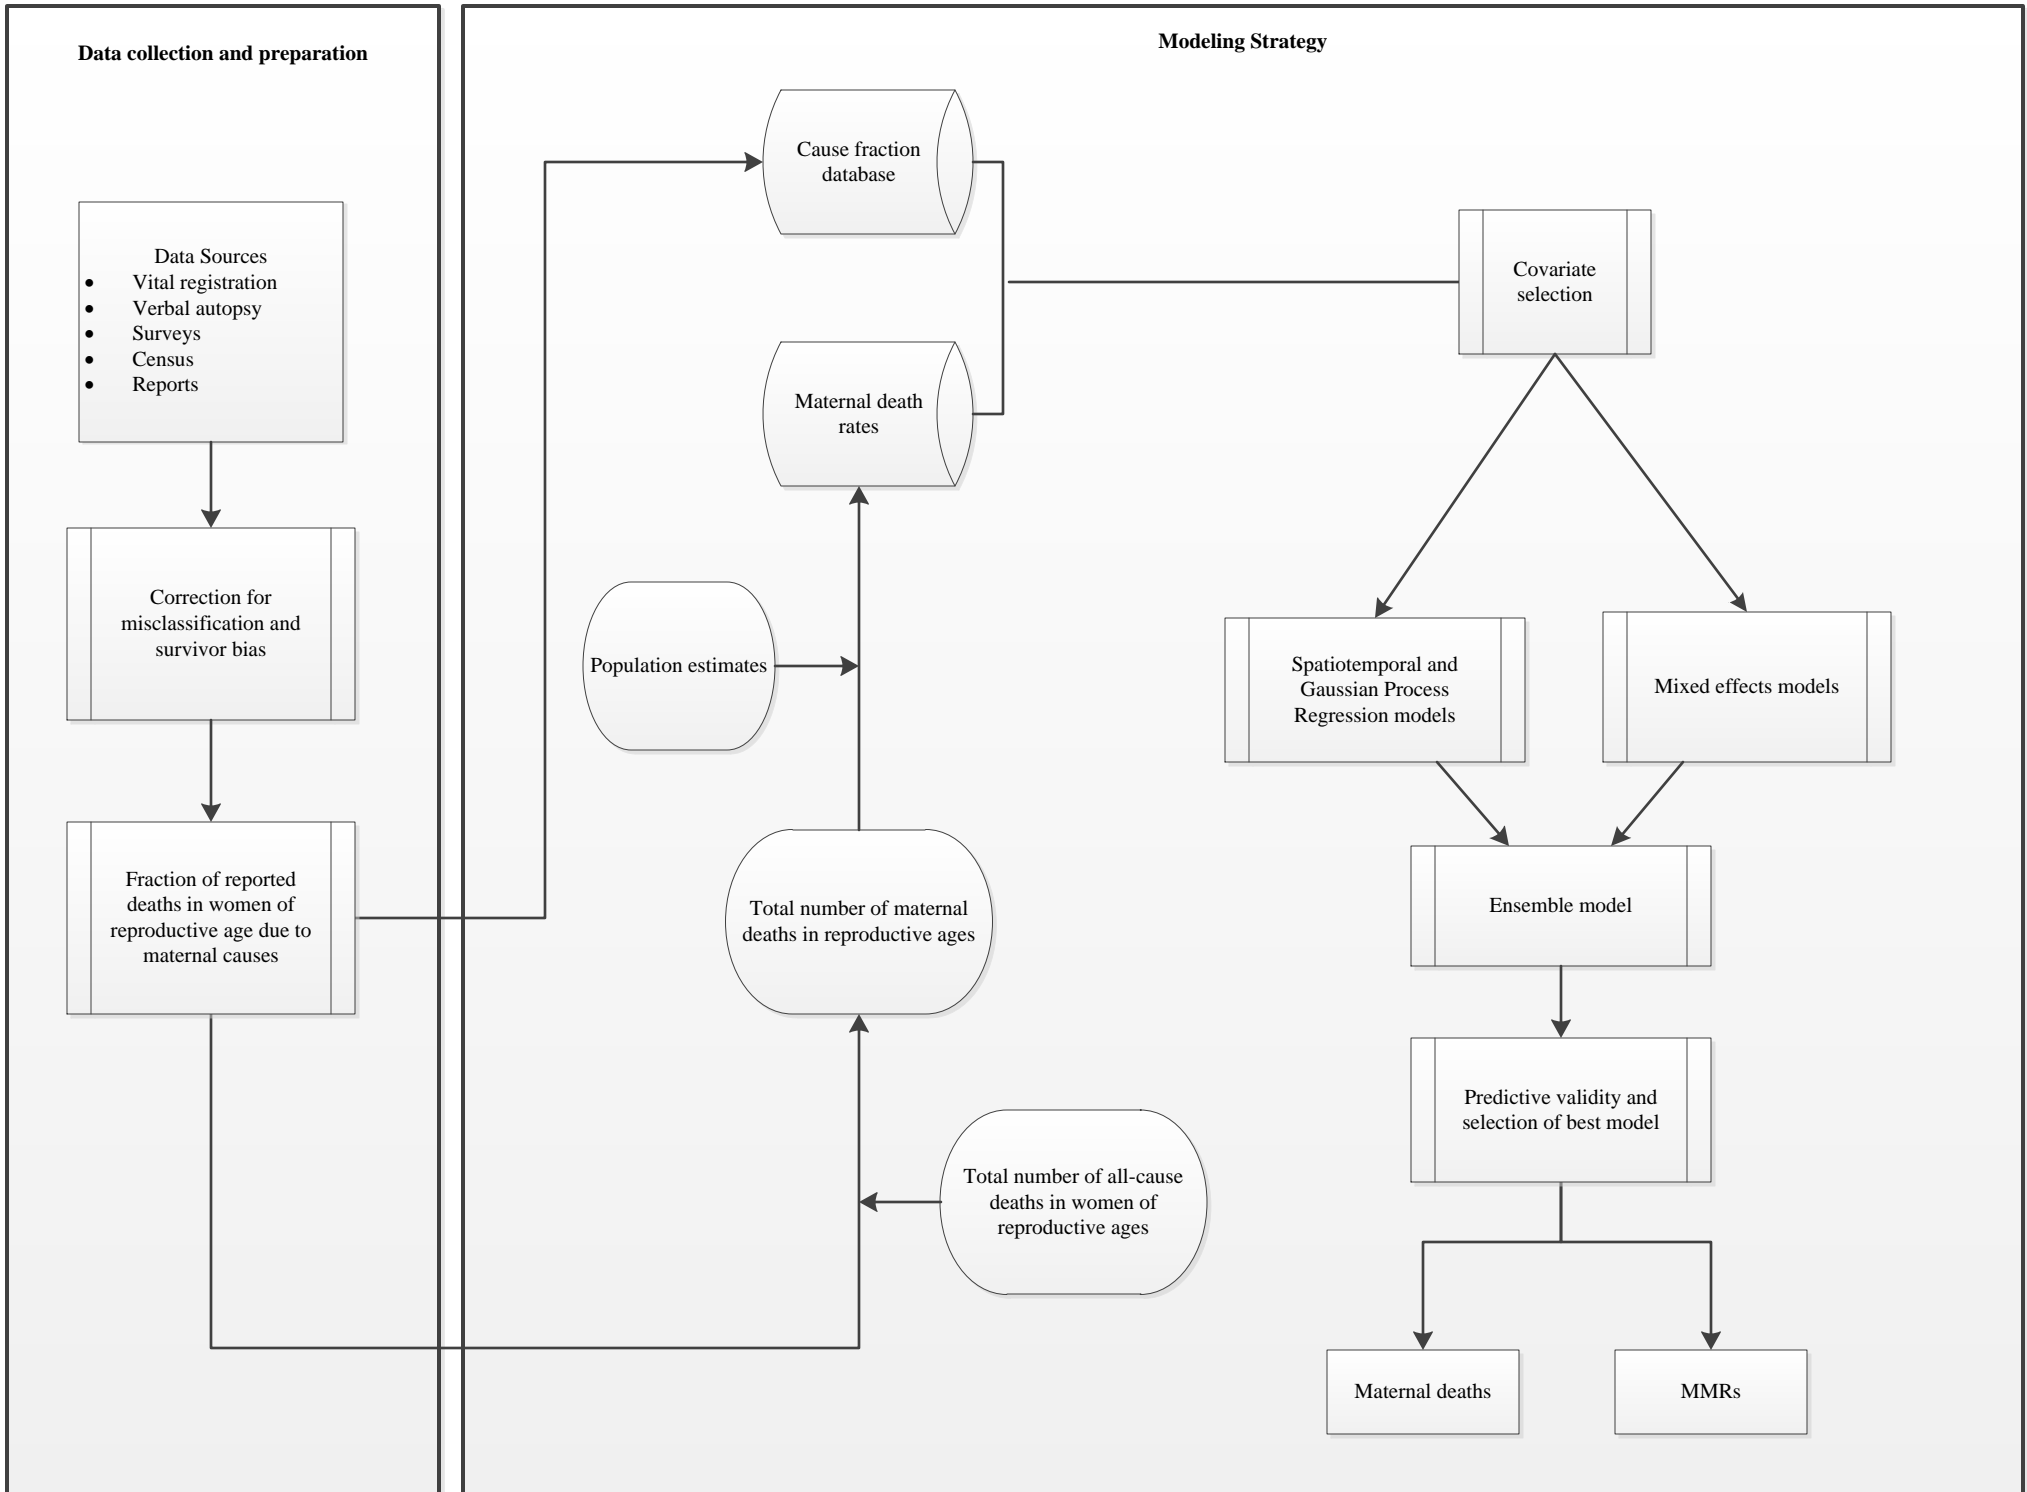 Data collection and preparation
Data Sources
• Vital registration
• Verbal autopsy
• Surveys
• Census
• Reports
Correction for
misclassification and
survivor bias
Fraction of reported
deaths in women of
reproductive age due to
maternal causes
Modeling Strategy
Cause fraction
database
Maternal death
rates
Population estimates
Total number of maternal
deaths in reproductive ages
Total number of all-cause
deaths in women of
reproductive ages
Covariate
selection
Spatiotemporal and
Gaussian Process
Regression models
Mixed effects models
Ensemble model
Predictive validity and
selection of best model
Maternal deaths
MMRs